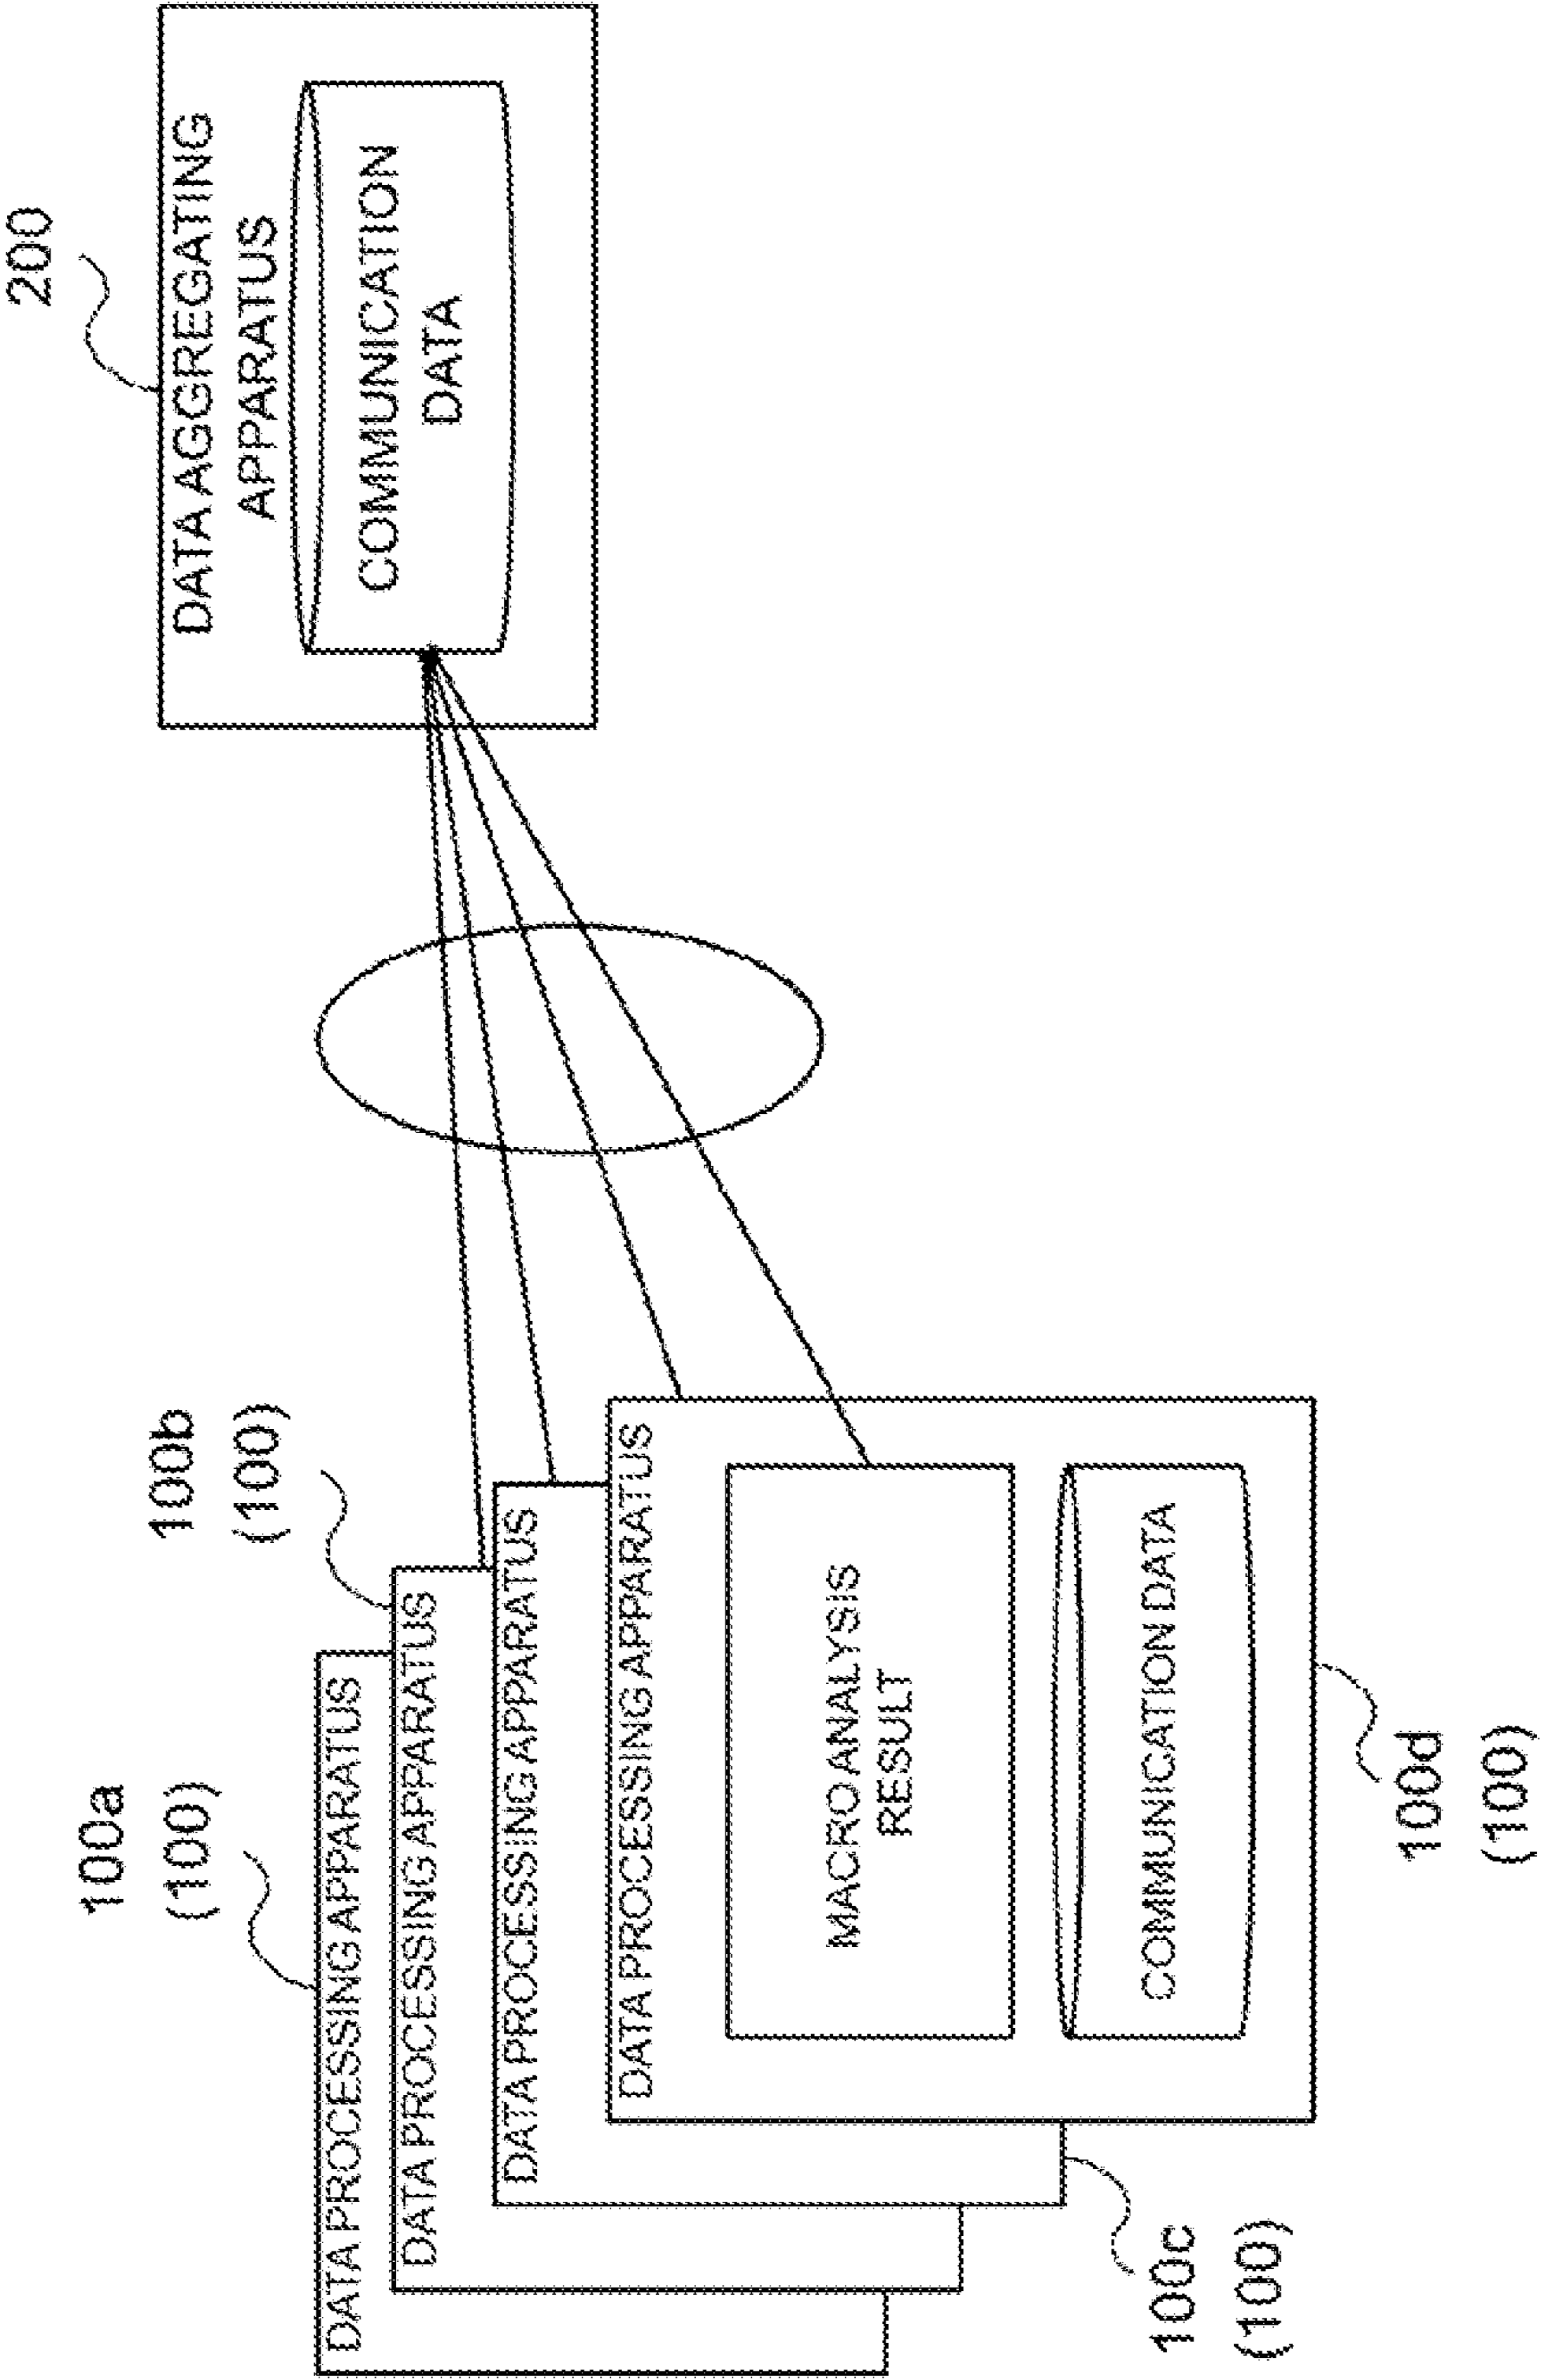 200
DATA AGGREGATING
APPARATUS
COMMUNICATION
DATA
100a
(100)
100b
(100)
DATA PROCESSING APPARATUS
DATA PROCESSING APPARATUS
DATA PROCESSING APPARATUS
DATA PROCESSING APPARATUS
MACRO ANALYSIS
RESULT
COMMUNICATION DATA
100c
(100)
100d
(100)